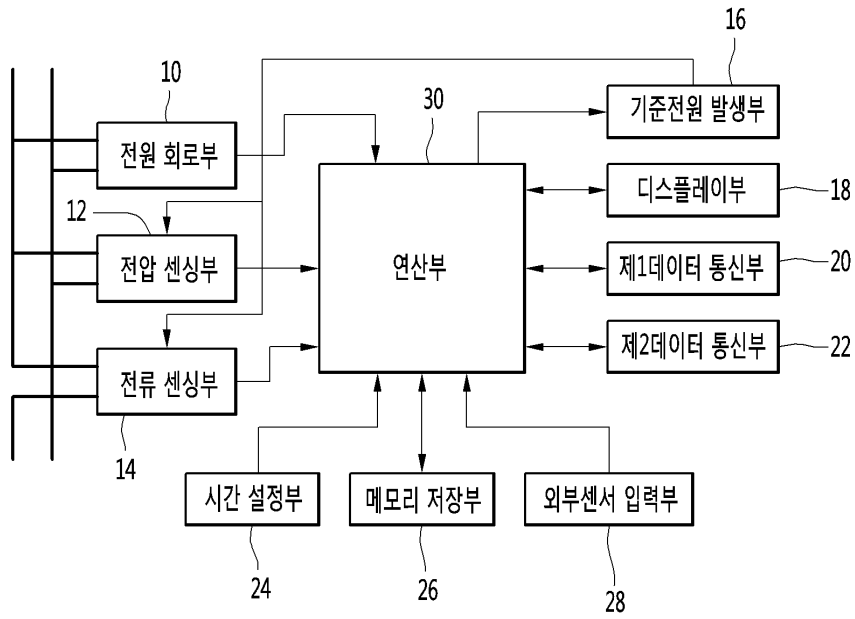 16
10
30
기준전원 발생부
전원 회로부
디스플레이부
18
12
전압 센싱부
연산부
제1데이터 통신부
20
제2데이터 통신부
22
전류 센싱부
14
시간 설정부
메모리 저장부
외부센서 입력부
24
26
28